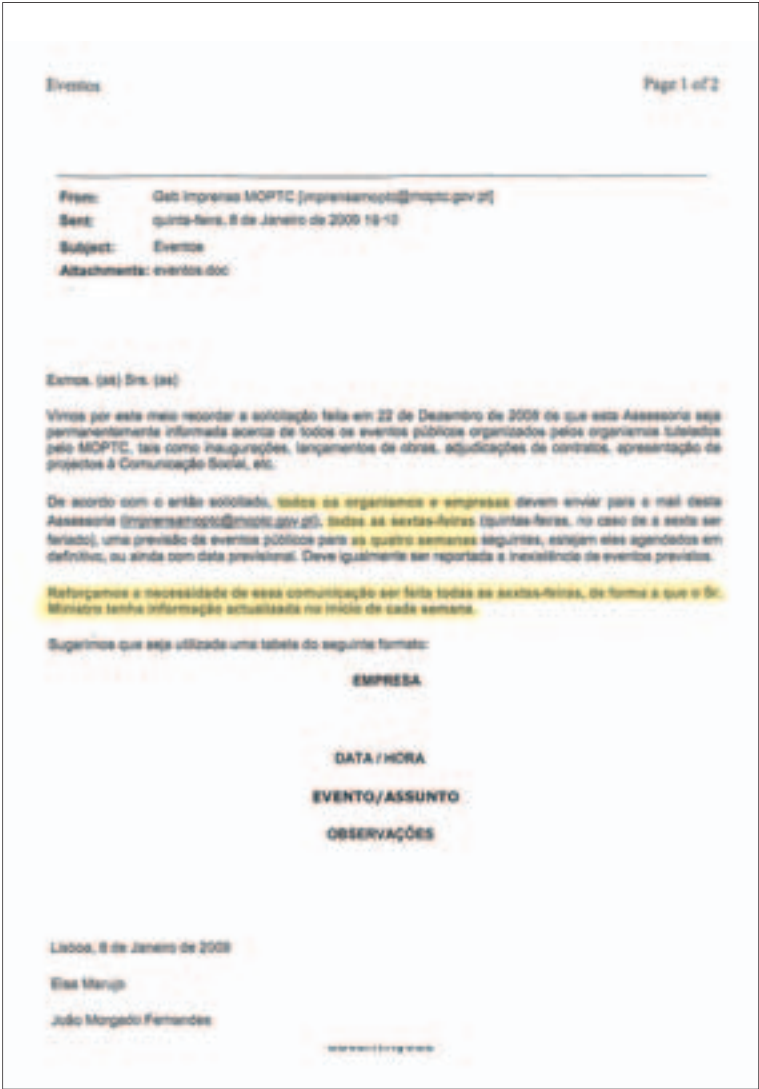 Eventos Page 1 of 2
From: Gab Imprensa MOPTC [imprensamoptc@moptc.gov.pt]
Sent: quinta-feira, 8 de Janeiro de 2009
Subject: Eventos
Attachments: eventos.doc
Exmos. (as) Srs. (as)
Vimos por este meio recordar a solicitação feita em 22 de Dezembro de 2008 de que esta Assessoria seja
permanentemente informada acerca de todos os eventos públicos organizados pelos organismos tutelados
pelo MOPTC, tais como inaugurações, lançamentos de obras, adjudicações de contratos, apresentação de
projectos à Comunicação Social, etc.
De acordo com o então solicitado, todos os organismos e empresas devem enviar para o mail desta
Assessoria (imprensamoptc@moptc.gov.pt), todas as sextas-feiras (quintas-feiras, no caso de a sexta ser
feriado), uma previsão de eventos públicos para as quatro semanas seguintes, estejam eles agendados em
definitivo, ou ainda com data previsional. Deve igualmente ser reportada a inexistência de eventos previstos.
Reforçamos a necessidade de essa comunicação ser feita todas as sextas-feiras, de forma a que o Sr.
Ministro tenha informação actualizada no início de cada semana.
Sugerimos que seja utilizada uma tabela do seguinte formato:
EMPRESA
DATA / HORA
EVENTO/ASSUNTO
OBSERVAÇÕES
Lisboa, 8 de Janeiro de 2009
Elsa Marujo
João Morgado Fernandes